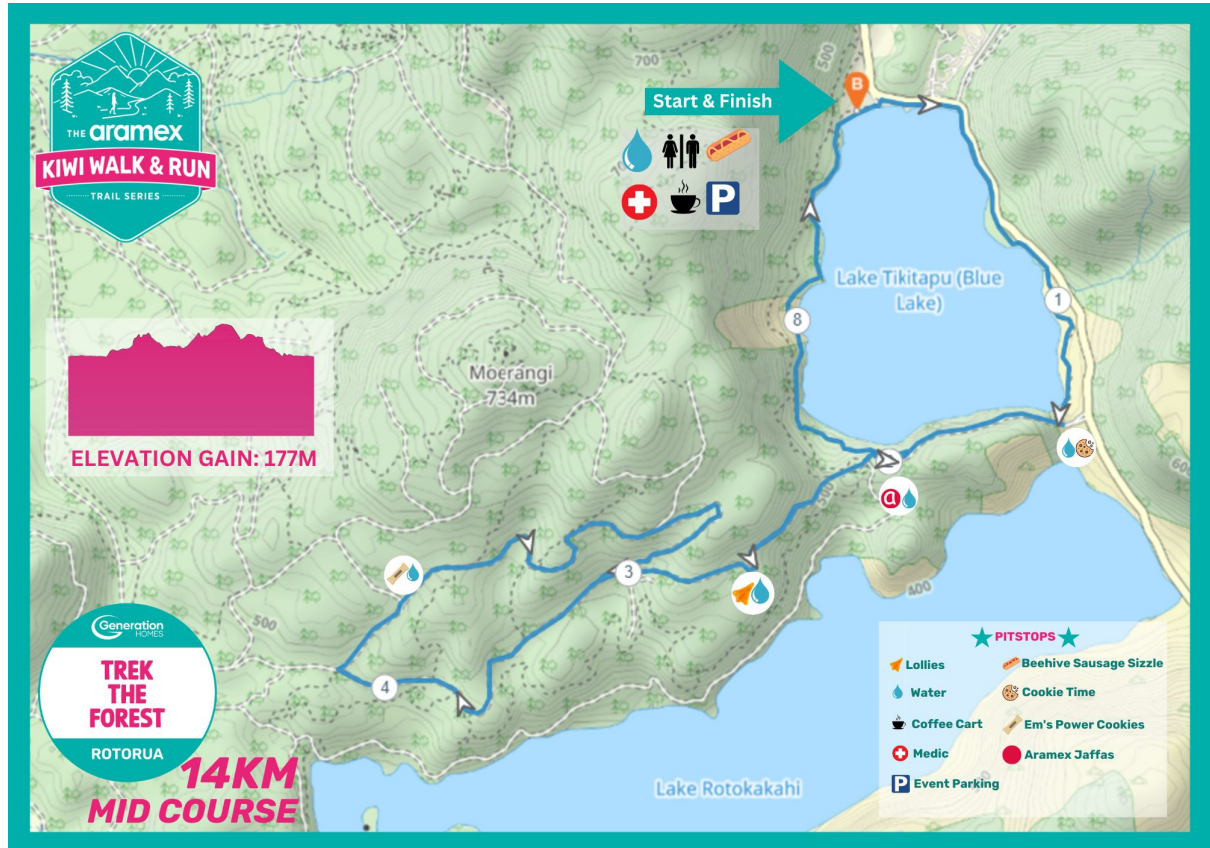 THE aramex
KIWI WALK & RUN
TRAIL SERIES
Start & Finish
B
P
700
500
Lake Tikitapu (Blue
Lake)
1
8
Moerangi
734m
ELEVATION GAIN: 177M
@
500
3
400
500
4
Generation
HOMES
TREK
THE
FOREST
ROTORUA
14KM
MID COURSE
Lake Rotokakahi
PITSTOPS
Lollies
Beehive Sausage Sizzle
Water
Cookie Time
Coffee Cart
Em's Power Cookies
Medic
Aramex Jaffas
P Event Parking